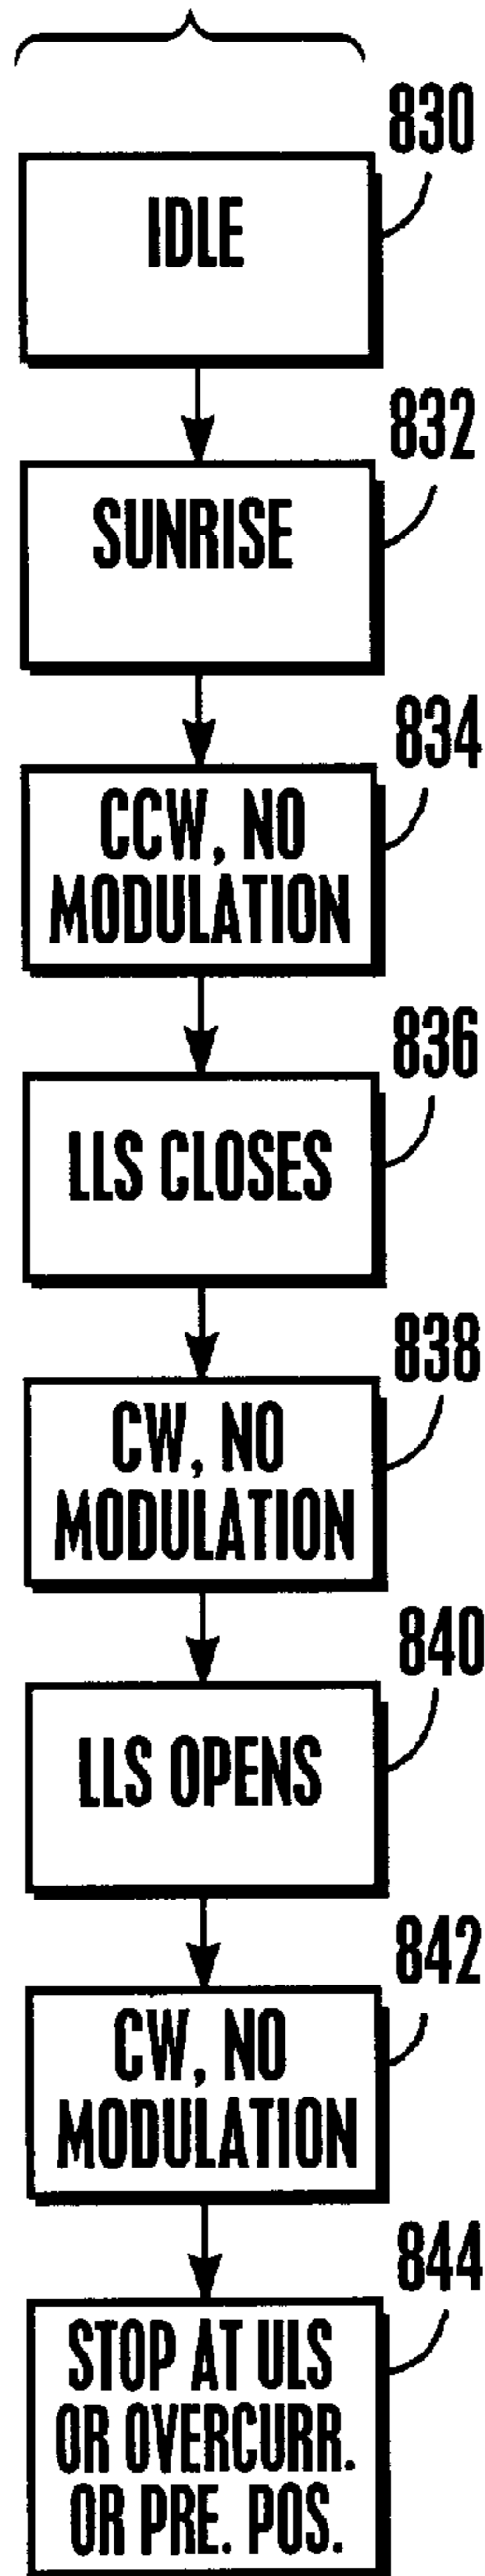 830
IDLE
832
SUNRISE
834
CCW, NO
MODULATION
836
LLS CLOSES
838
CW, NO
MODULATION
840
LLS OPENS
842
CW, NO
MODULATION
844
STOP AT ULS
OR OVERCURR.
OR PRE. POS.